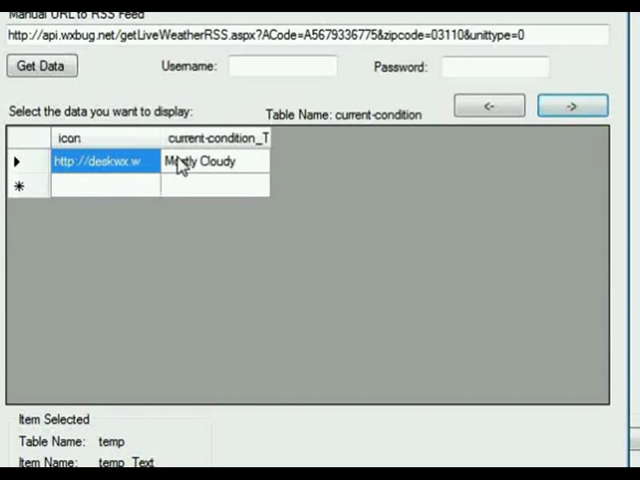 Manual URL to RSS Feed
http://api.wxbug.net/getLiveWeatherRSS.aspx?ACode=A5679336775&zipcode=03110&unittype=0
Get Data Username: Password:
Select the data you want to display: Table Name: current-condition <- ->
icon current-condition_T
http://deskwx.w Mostly Cloudy
Item Selected
Table Name: temp
Item Name: temp_Text